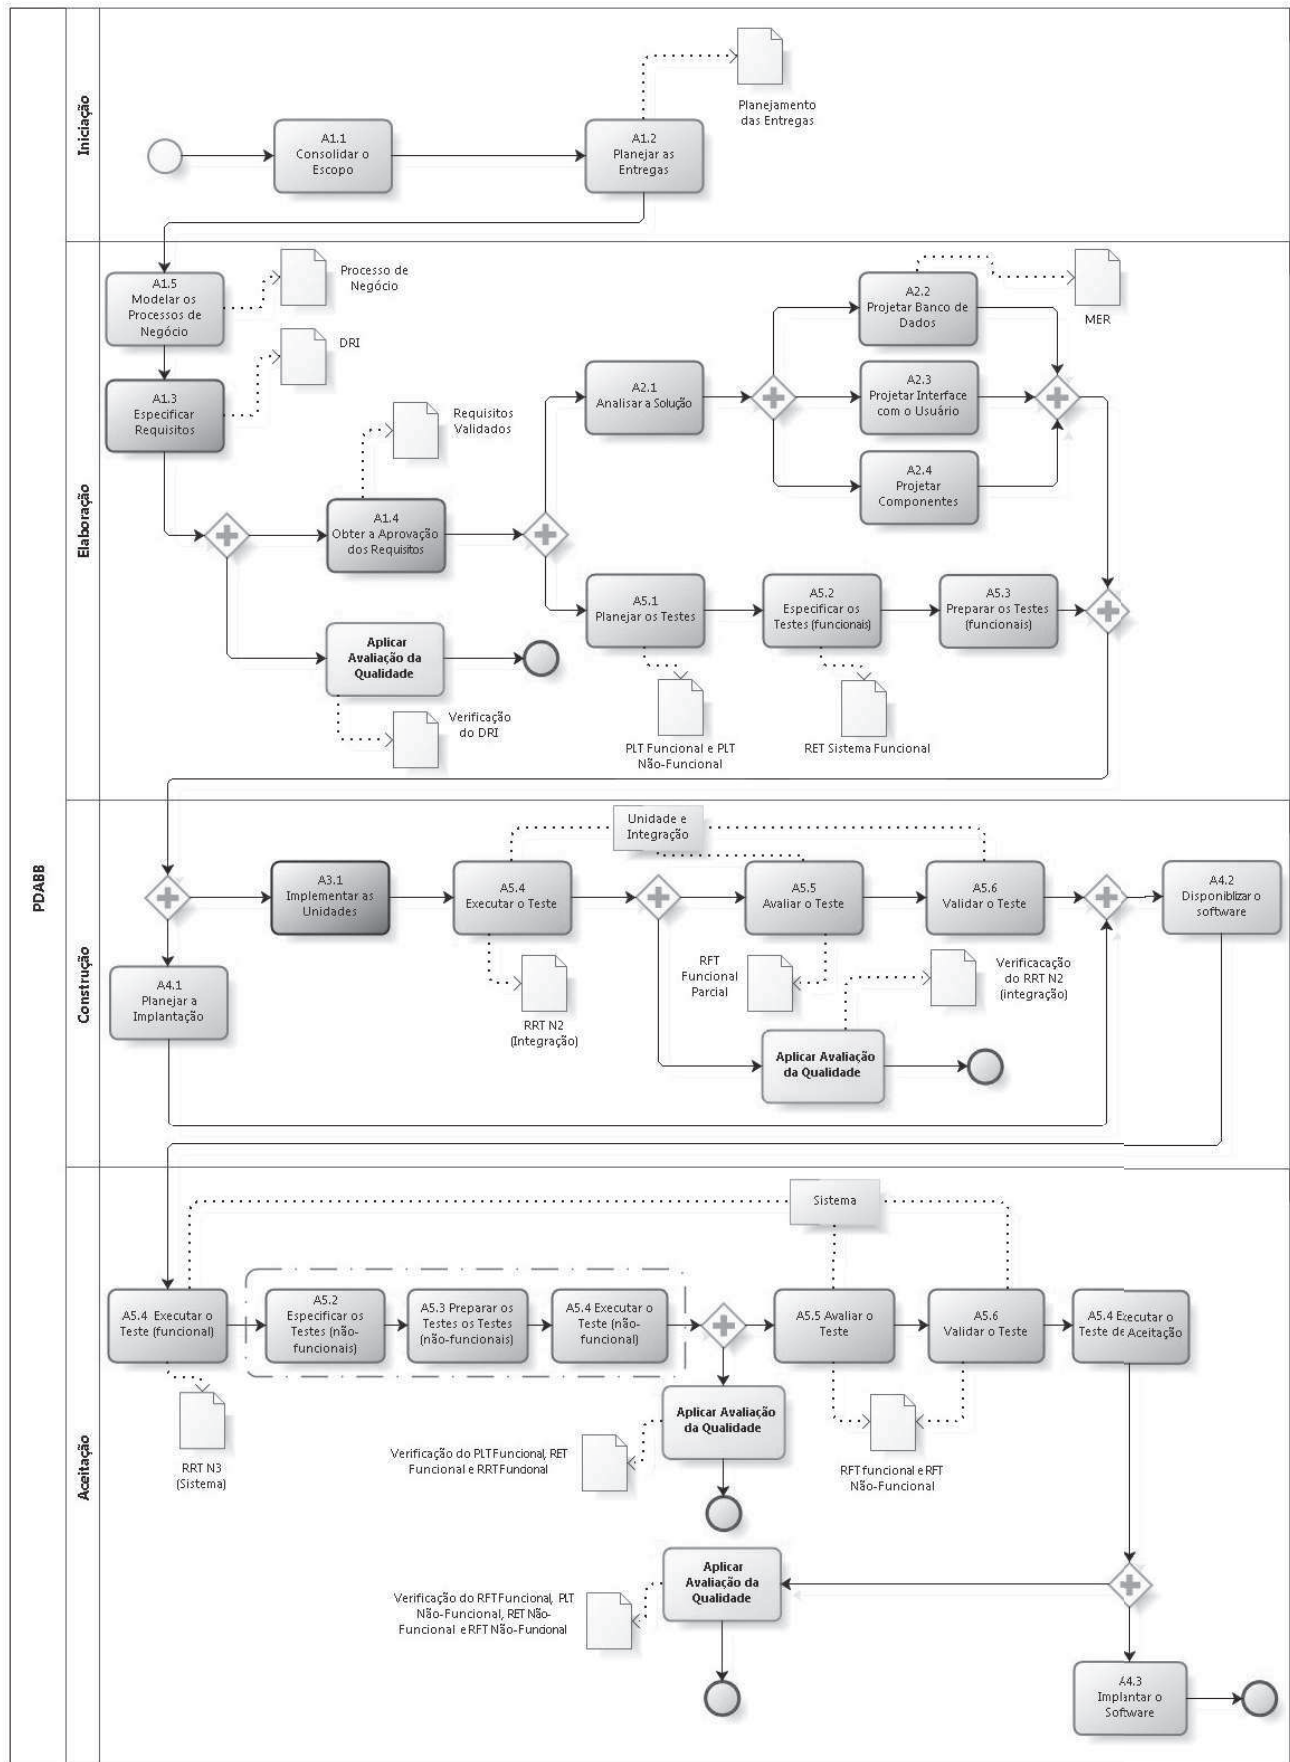 PDABB
Iniciação
A1.1
Consolidar o
Escopo
A1.2
Planejar as
Entregas
Planejamento
das Entregas
Elaboração
A1.5
Modelar os
Processos de
Negócio
Processo de
Negócio
A1.3
Especificar
Requisitos
DRI
A1.4
Obter a Aprovação
dos Requisitos
Requisitos
Validados
Aplicar
Avaliação da
Qualidade
Verificação
do DRI
A2.1
Analisar a Solução
A2.2
Projetar Banco de
Dados
MER
A2.3
Projetar Interface
com o Usuário
A2.4
Projetar
Componentes
A5.1
Planejar os Testes
PLT Funcional e PLT
Não-Funcional
A5.2
Especificar os
Testes (funcionais)
RET Sistema Funcional
A5.3
Preparar os Testes
(funcionais)
Construção
Unidade e
Integração
A3.1
Implementar as
Unidades
A5.4
Executar o Teste
RRT N2
(Integração)
A5.5
Avaliar o Teste
RFT
Funcional
Parcial
A5.6
Validar o Teste
Verificacação
do RRT N2
(integração)
A4.2
Disponiblizar o
software
A4.1
Planejar a
Implantação
Aplicar Avaliação
da Qualidade
Aceitação
Sistema
A5.4 Executar o
Teste (funcional)
RRT N3
(Sistema)
A5.2
Especificar os
Testes (não-
funcionais)
A5.3 Preparar os
Testes os Testes
(não-funcionais)
A5.4 Executar o
Teste (não-
funcional)
A5.5 Avaliar o
Teste
A5.6
Validar o Teste
A5.4 Executar o
Teste de Aceitação
Aplicar Avaliação
da Qualidade
Verificação do PLT Funcional, RET
Funcional e RRT Funcional
RFT funcional e RFT
Não-Funcional
Aplicar
Avaliação da
Qualidade
Verificação do RFT Funcional, PLT
Não-Funcional, RET Não-
Funcional e RFT Não-Funcional
A4.3
Implantar o
Software